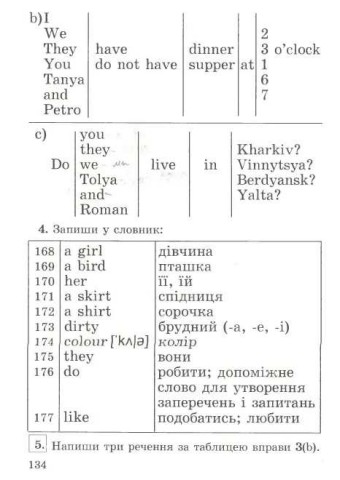 b) I
We 2
They have dinner 3 o'clock
You do not have supper at 1
Tanya 6
and 7
Petro
c) you
they Kharkiv?
Do we live in Vinnytsya?
Tolya Berdyansk?
and Yalta?
Roman
4. Запиши у словник:
168 a girl дівчина
169 a bird пташка
170 her її, їй
171 a skirt спідниця
172 a shirt сорочка
173 dirty брудний (-а, -е, -і)
174 colour [ˈkʌlə] колір
175 they вони
176 do робити; допоміжне
слово для утворення
заперечень і запитань
177 like подобатись; любити
5. Напиши три речення за таблицею вправи 3(b).
134